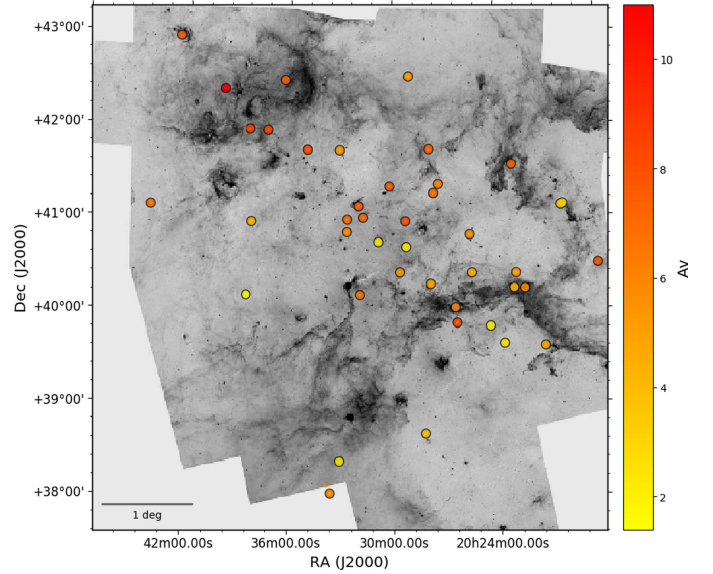 +43°00'
+42°00'
+41°00'
+40°00'
+39°00'
+38°00'
Dec (J2000)
1 deg
42m00.00s
36m00.00s
30m00.00s
20h24m00.00s
RA (J2000)
10
8
6
4
2
Av